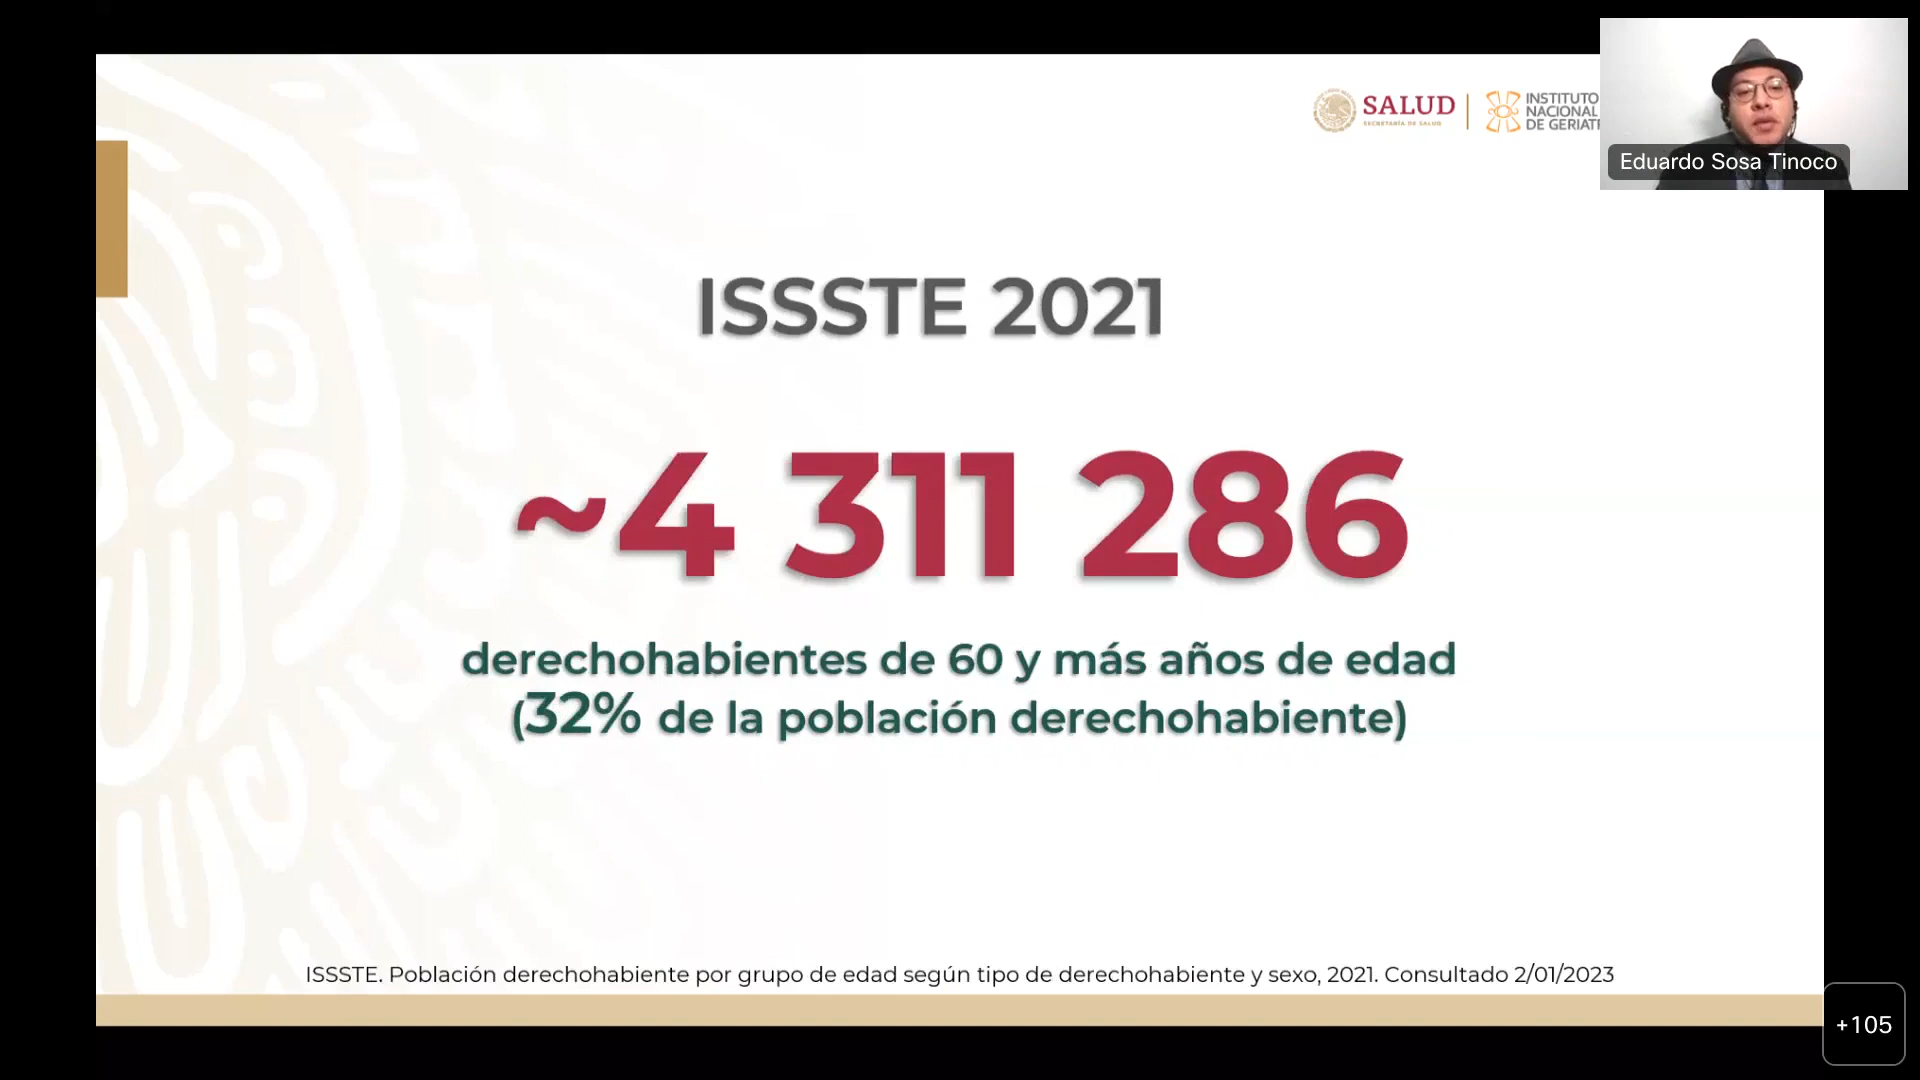 SALUD
SECRETARÍA DE SALUD
INSTITUTO
NACIONAL
DE GERIAT
Eduardo Sosa Tinoco
ISSSTE 2021
~4 311 286
derechohabientes de 60 y más años de edad
(32% de la población derechohabiente)
ISSSTE. Población derechohabiente por grupo de edad según tipo de derechohabiente y sexo, 2021. Consultado 2/01/2023
+105